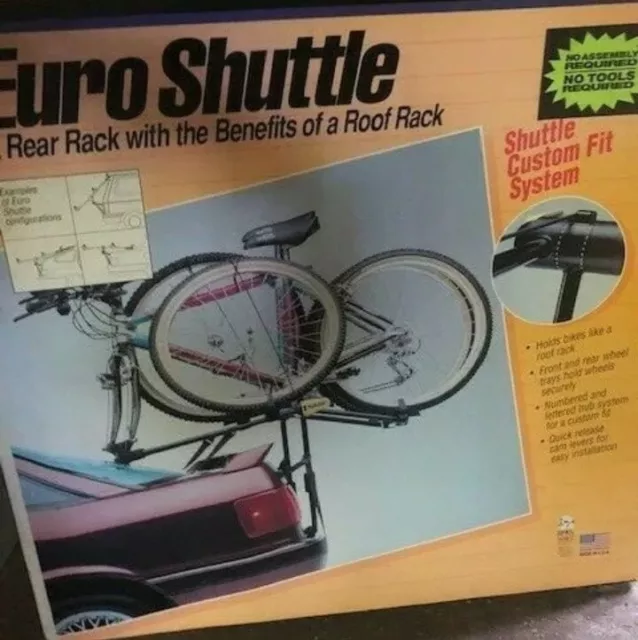 Euro Shuttle
A Rear Rack with the Benefits of a Roof Rack
NO ASSEMBLY
REQUIRED
NO TOOLS
REQUIRED
Shuttle
Custom Fit
System
Examples
of Euro
Shuttle
configurations
• Holds bikes like a
roof rack
• Front and rear wheel
trays hold wheels
securely
• Numbered and
lettered hub system
for a custom fit
• Quick release
cam levers for
easy installation
MADE IN U.S.A.